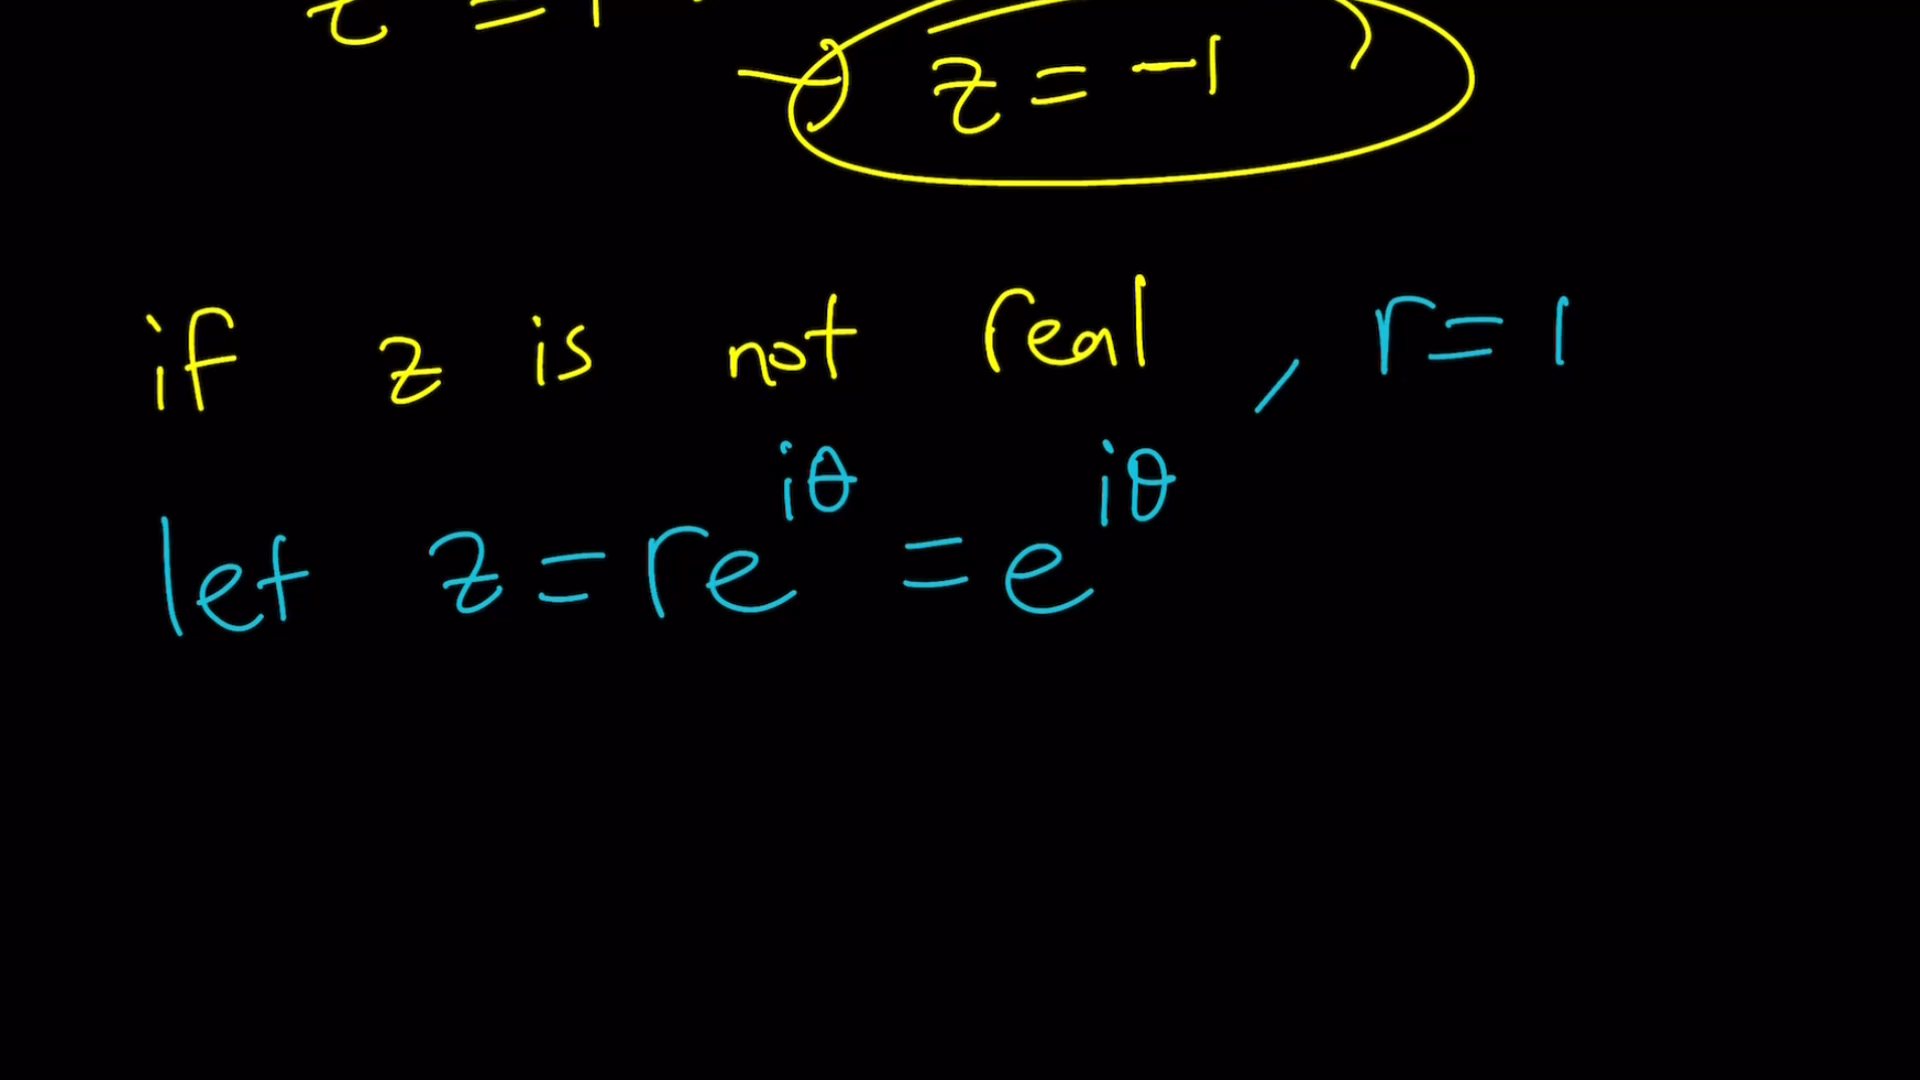 z = -1
if z is not real, r = 1
let z = re^{iθ} = e^{iθ}